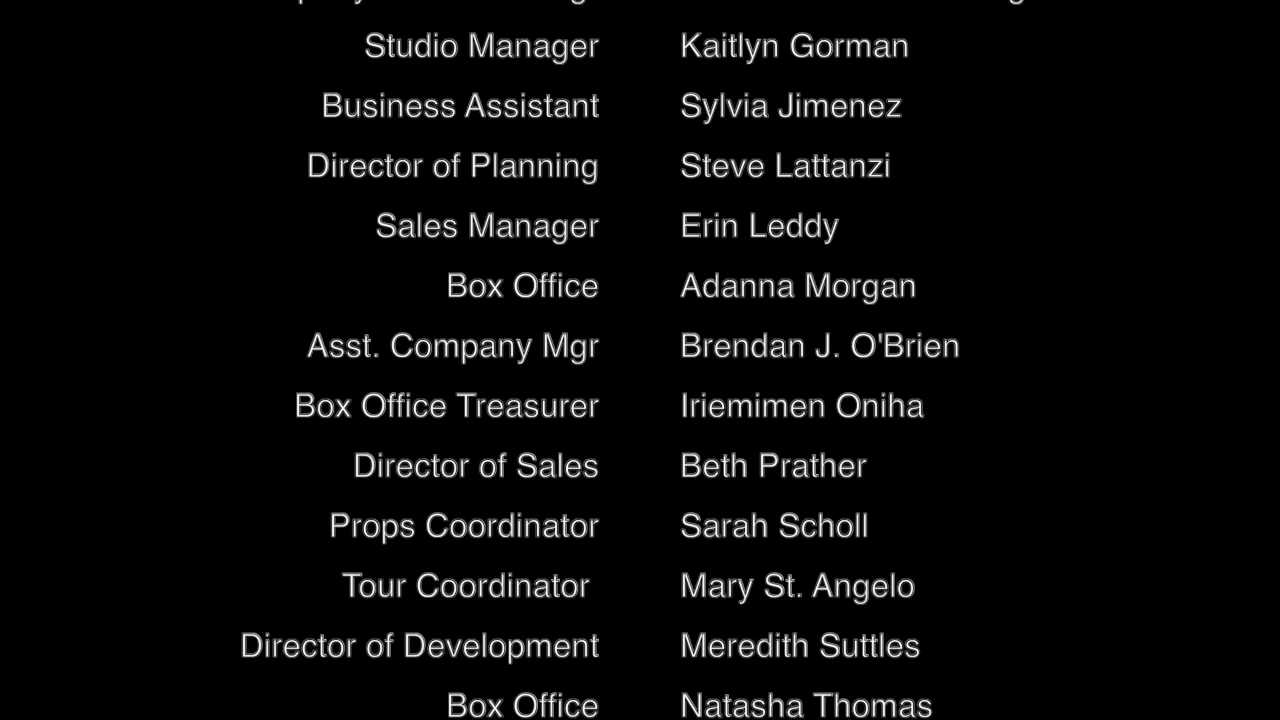 Studio Manager Kaitlyn Gorman
Business Assistant Sylvia Jimenez
Director of Planning Steve Lattanzi
Sales Manager Erin Leddy
Box Office Adanna Morgan
Asst. Company Mgr Brendan J. O'Brien
Box Office Treasurer Iriemimen Oniha
Director of Sales Beth Prather
Props Coordinator Sarah Scholl
Tour Coordinator Mary St. Angelo
Director of Development Meredith Suttles
Box Office Natasha Thomas